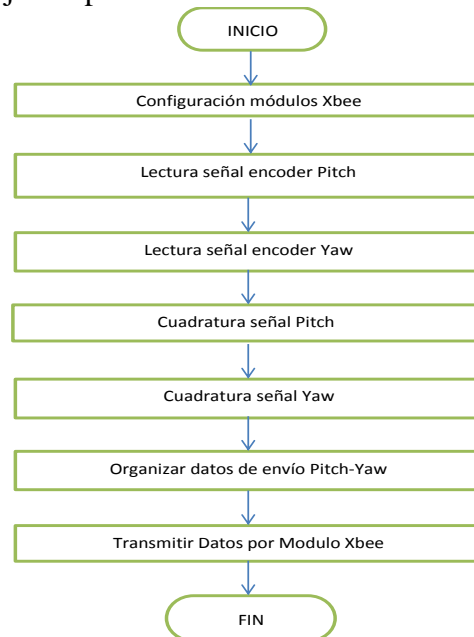 INICIO
Configuración módulos Xbee
Lectura señal encoder Pitch
Lectura señal encoder Yaw
Cuadratura señal Pitch
Cuadratura señal Yaw
Organizar datos de envío Pitch-Yaw
Transmitir Datos por Modulo Xbee
FIN